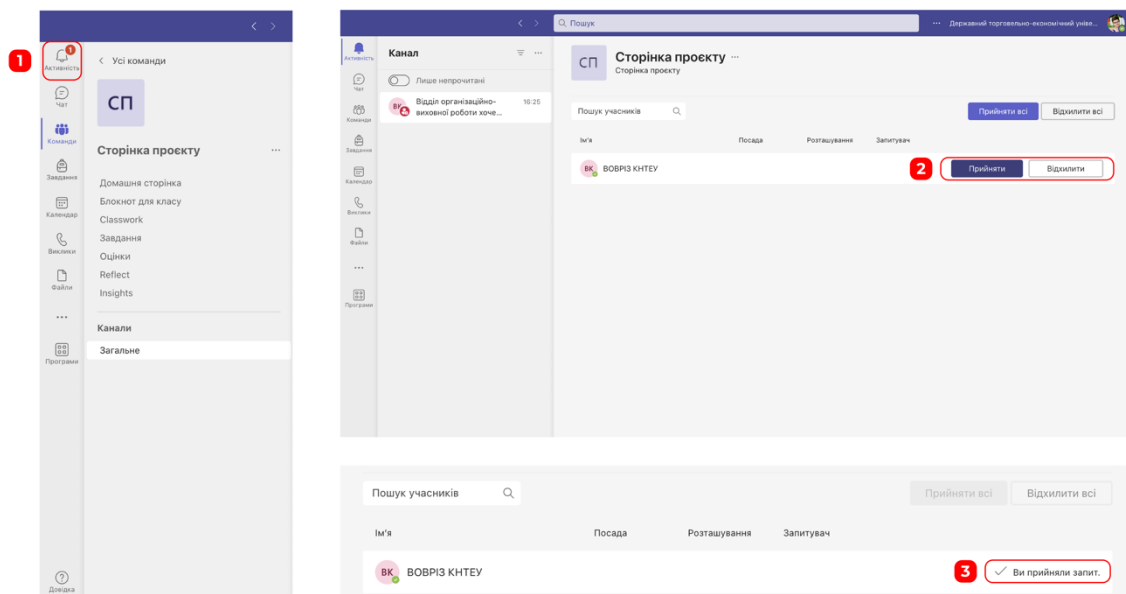 1
1
Активність
Чат
Команди
Завдання
Календар
Виклики
Файли
Програми
Довідка
Усі команди
СП
Сторінка проєкту
Домашня сторінка
Блокнот для класу
Classwork
Завдання
Оцінки
Reflect
Insights
Канали
Загальне
Пошук
Державний торговельно-економічний уніве...
Активність
Чат
Команди
Завдання
Календар
Виклики
Файли
Програми
Канал
Лише непрочитані
ВК
Відділ організаційно-
виховної роботи хоче...
16:25
СП
Сторінка проєкту
Сторінка проєкту
Пошук учасників
Прийняти всі
Відхилити всі
Ім'я Посада Розташування Запитувач
ВК ВОВРІЗ КНТЕУ
2
Прийняти
Відхилити
Пошук учасників
Прийняти всі
Відхилити всі
Ім'я Посада Розташування Запитувач
ВК ВОВРІЗ КНТЕУ
3
Ви прийняли запит.